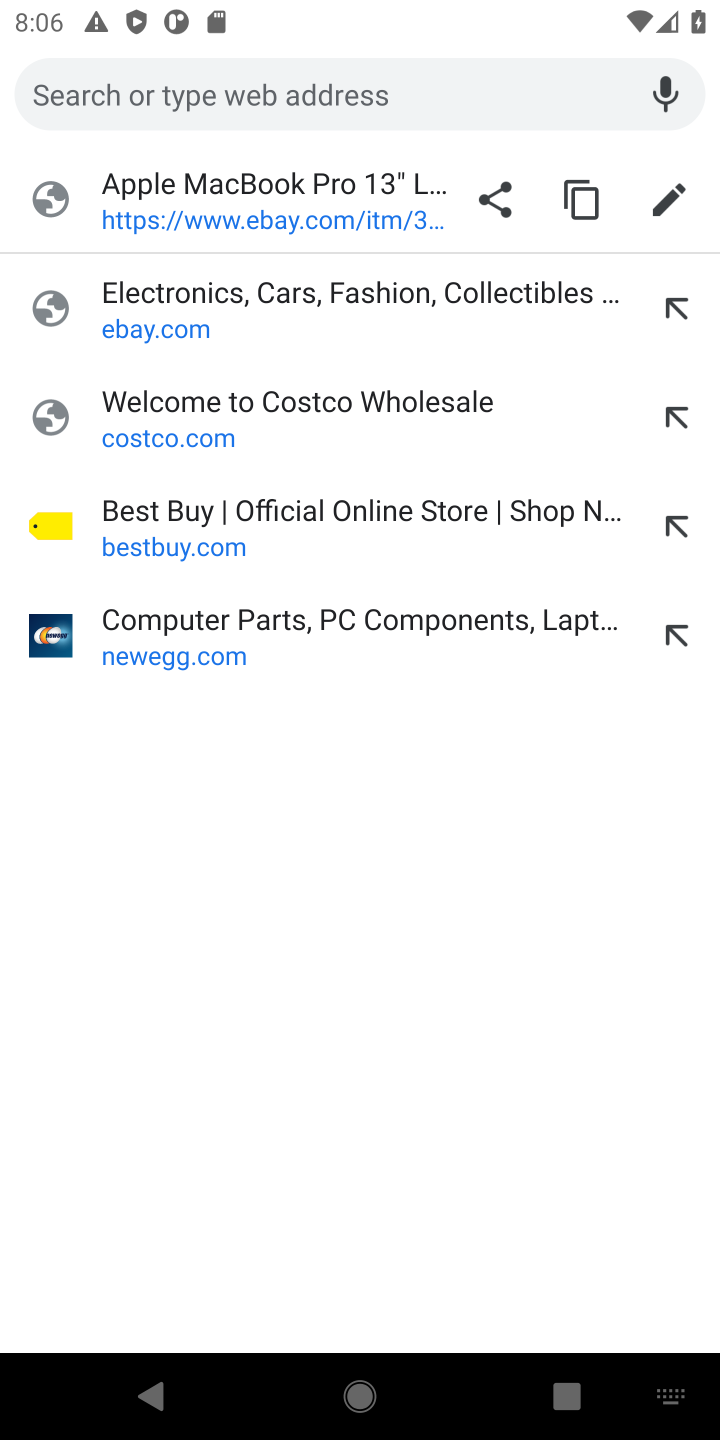 8:06
Search or type web address
Apple MacBook Pro 13" L...
https://www.ebay.com/itm/3...
Electronics, Cars, Fashion, Collectibles ...
ebay.com
Welcome to Costco Wholesale
costco.com
Best Buy | Official Online Store | Shop N...
bestbuy.com
newegg
Computer Parts, PC Components, Lapt...
newegg.com